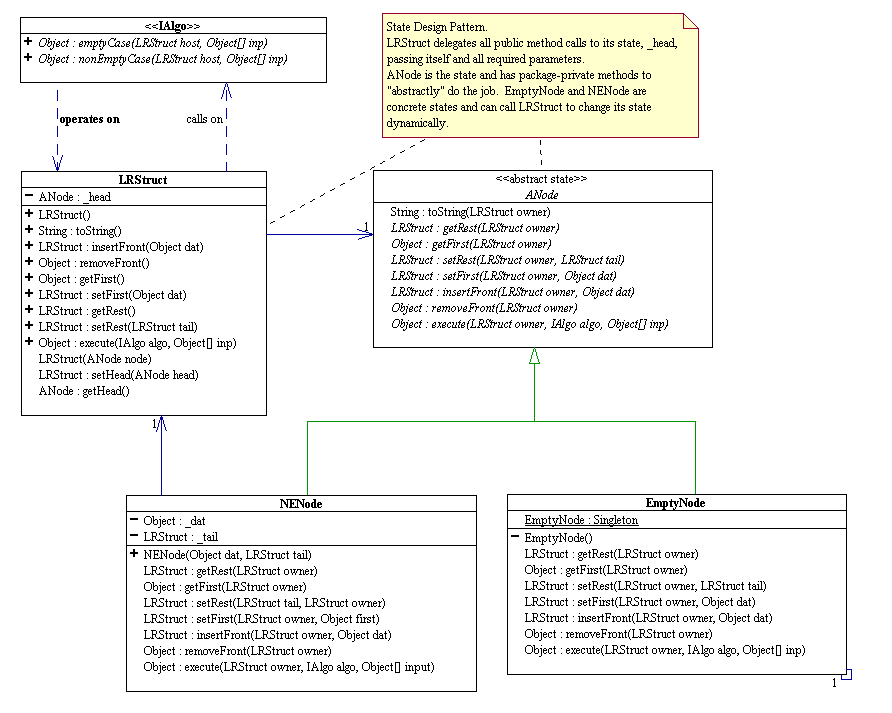 <<IAlgo>>
+ Object : emptyCase(LRStruct host, Object[] inp)
+ Object : nonEmptyCase(LRStruct host, Object[] inp)
State Design Pattern.
LRStruct delegates all public method calls to its state, _head,
passing itself and all required parameters.
ANode is the state and has package-private methods to
"abstractly" do the job. EmptyNode and NENode are
concrete states and can call LRStruct to change its state
dynamically.
operates on
calls on
LRStruct
- ANode : _head
+ LRStruct()
+ String : toString()
+ LRStruct : insertFront(Object dat)
+ Object : removeFront()
+ Object : getFirst()
+ LRStruct : setFirst(Object dat)
+ LRStruct : getRest()
+ LRStruct : setRest(LRStruct tail)
+ Object : execute(IAlgo algo, Object[] inp)
LRStruct(ANode node)
LRStruct : setHead(ANode head)
ANode : getHead()
1
<<abstract state>>
ANode
String : toString(LRStruct owner)
LRStruct : getRest(LRStruct owner)
Object : getFirst(LRStruct owner)
LRStruct : setRest(LRStruct owner, LRStruct tail)
LRStruct : setFirst(LRStruct owner, Object dat)
LRStruct : insertFront(LRStruct owner, Object dat)
Object : removeFront(LRStruct owner)
Object : execute(LRStruct owner, IAlgo algo, Object[] inp)
1
NENode
- Object : _dat
- LRStruct : _tail
+ NENode(Object dat, LRStruct tail)
LRStruct : getRest(LRStruct owner)
Object : getFirst(LRStruct owner)
LRStruct : setRest(LRStruct tail, LRStruct owner)
LRStruct : setFirst(LRStruct owner, Object first)
LRStruct : insertFront(LRStruct owner, Object dat)
Object : removeFront(LRStruct owner)
Object : execute(LRStruct owner, IAlgo algo, Object[] input)
EmptyNode
EmptyNode : Singleton
- EmptyNode()
LRStruct : getRest(LRStruct owner)
Object : getFirst(LRStruct owner)
LRStruct : setRest(LRStruct owner, LRStruct tail)
LRStruct : setFirst(LRStruct owner, Object dat)
LRStruct : insertFront(LRStruct owner, Object dat)
Object : removeFront(LRStruct owner)
Object : execute(LRStruct owner, IAlgo algo, Object[] inp)
1